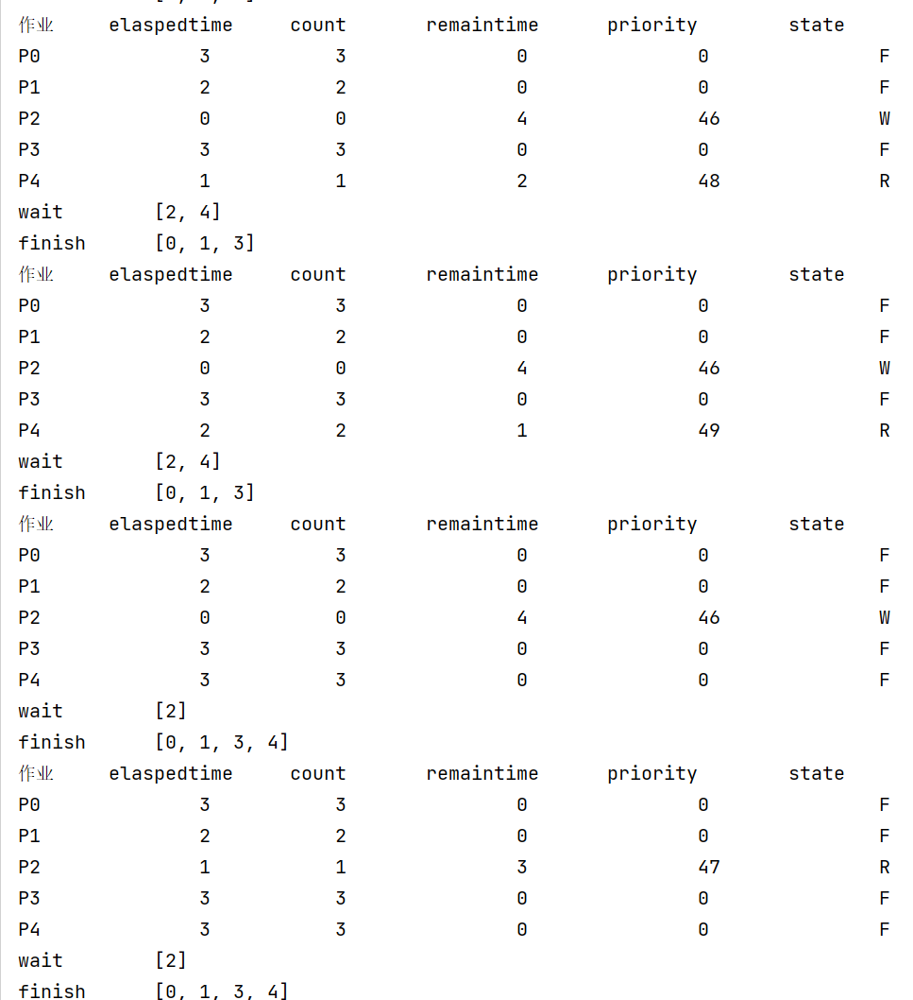 作业 elaspedtime count remaintime priority state
P0 3 3 0 0 F
P1 2 2 0 0 F
P2 0 0 4 46 W
P3 3 3 0 0 F
P4 1 1 2 48 R
wait [2, 4]
finish [0, 1, 3]
作业 elaspedtime count remaintime priority state
P0 3 3 0 0 F
P1 2 2 0 0 F
P2 0 0 4 46 W
P3 3 3 0 0 F
P4 2 2 1 49 R
wait [2, 4]
finish [0, 1, 3]
作业 elaspedtime count remaintime priority state
P0 3 3 0 0 F
P1 2 2 0 0 F
P2 0 0 4 46 W
P3 3 3 0 0 F
P4 3 3 0 0 F
wait [2]
finish [0, 1, 3, 4]
作业 elaspedtime count remaintime priority state
P0 3 3 0 0 F
P1 2 2 0 0 F
P2 1 1 3 47 R
P3 3 3 0 0 F
P4 3 3 0 0 F
wait [2]
finish [0, 1, 3, 4]